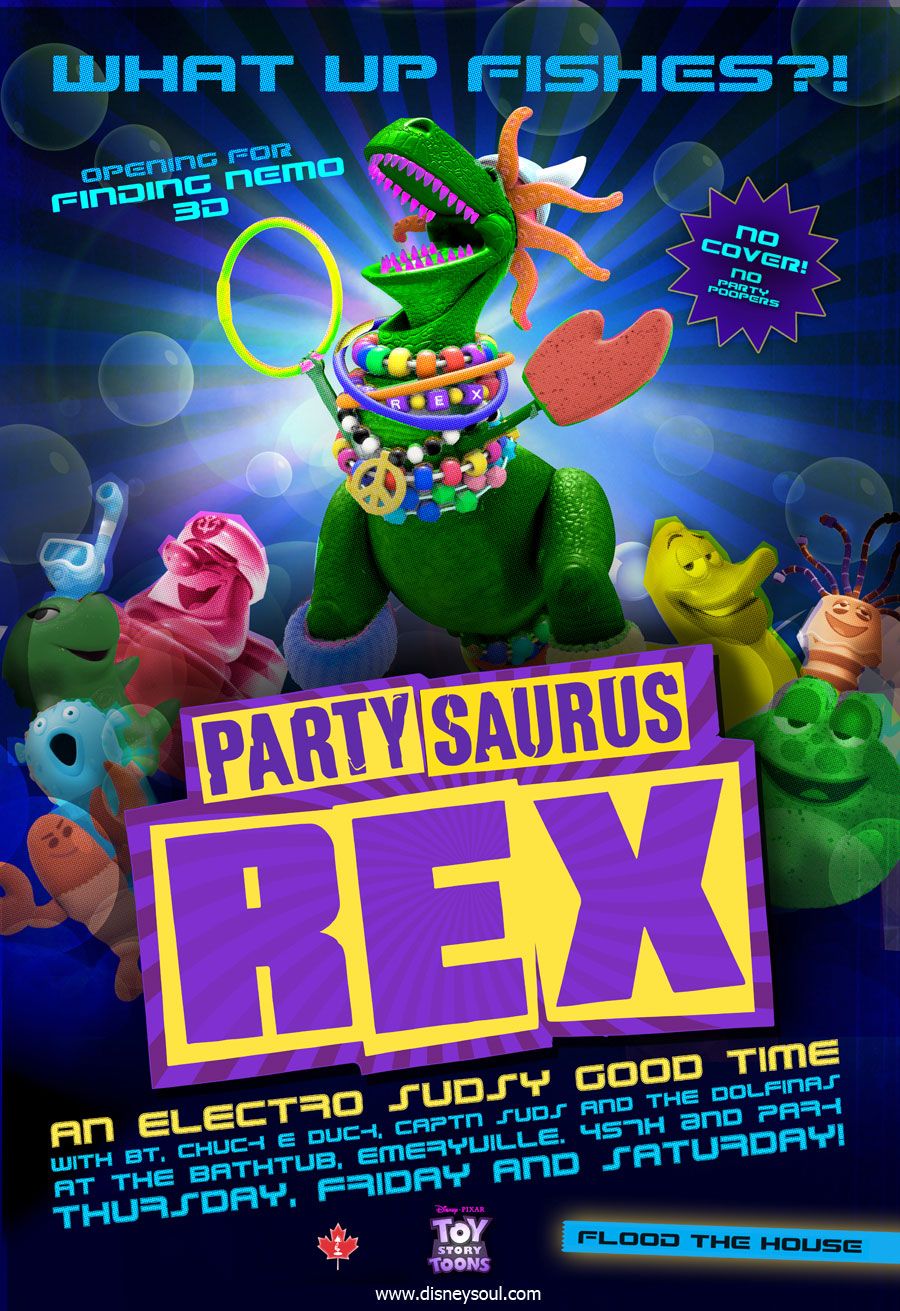 WHAT UP FISHES?!
OPENING FOR
FINDING NEMO
3D
NO
COVER!
NO
PARTY
POOPERS
REX
PARTYSAURUS
REX
AN ELECTRO SUDSY GOOD TIME
WITH BT, CHUCK E DUCK, CAPTN SUDS AND THE DOLFINAS
AT THE BATHTUB, EMERYVILLE. 45TH AND PARK
THURSDAY, FRIDAY AND SATURDAY!
Disney · PIXAR
TOY
STORY
TOONS
FLOOD THE HOUSE
www.disneysoul.com